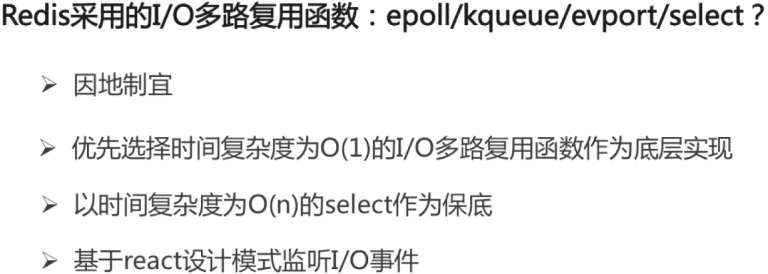 Redis采用的I/O多路复用函数：epoll/kqueue/evport/select？
➢ 因地制宜
➢ 优先选择时间复杂度为O(1)的I/O多路复用函数作为底层实现
➢ 以时间复杂度为O(n)的select作为保底
➢ 基于react设计模式监听I/O事件